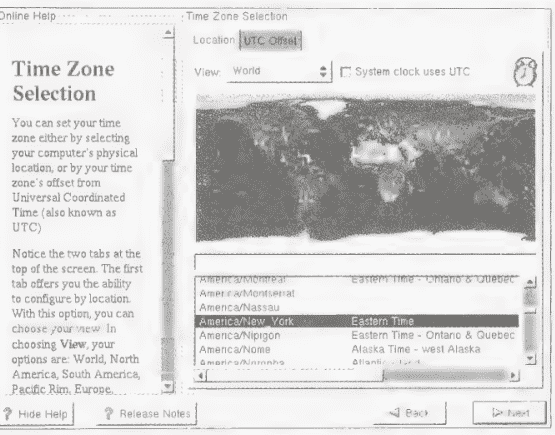 Online Help
Time Zone
Selection
You can set your time
zone either by selecting
your computer's physical
location, or by your time
zone's offset from
Universal Coordinated
Time (also known as
UTC)
Notice the two tabs at the
top of the screen. The first
tab offers you the ability
to configure by location.
With this option, you can
choose your view. In
choosing View, your
options are: World, North
America, South America,
Pacific Rim, Europe,
Time Zone Selection
Location UTC Offset
View: World System clock uses UTC
America/Montreal Eastern Time - Ontario & Quebec
America/Montserrat
America/Nassau
America/New_York Eastern Time
America/Nipigon Eastern Time - Ontario & Quebec
America/Nome Alaska Time - west Alaska
America/Noronha Atlantic
Hide Help Release Notes Back Next